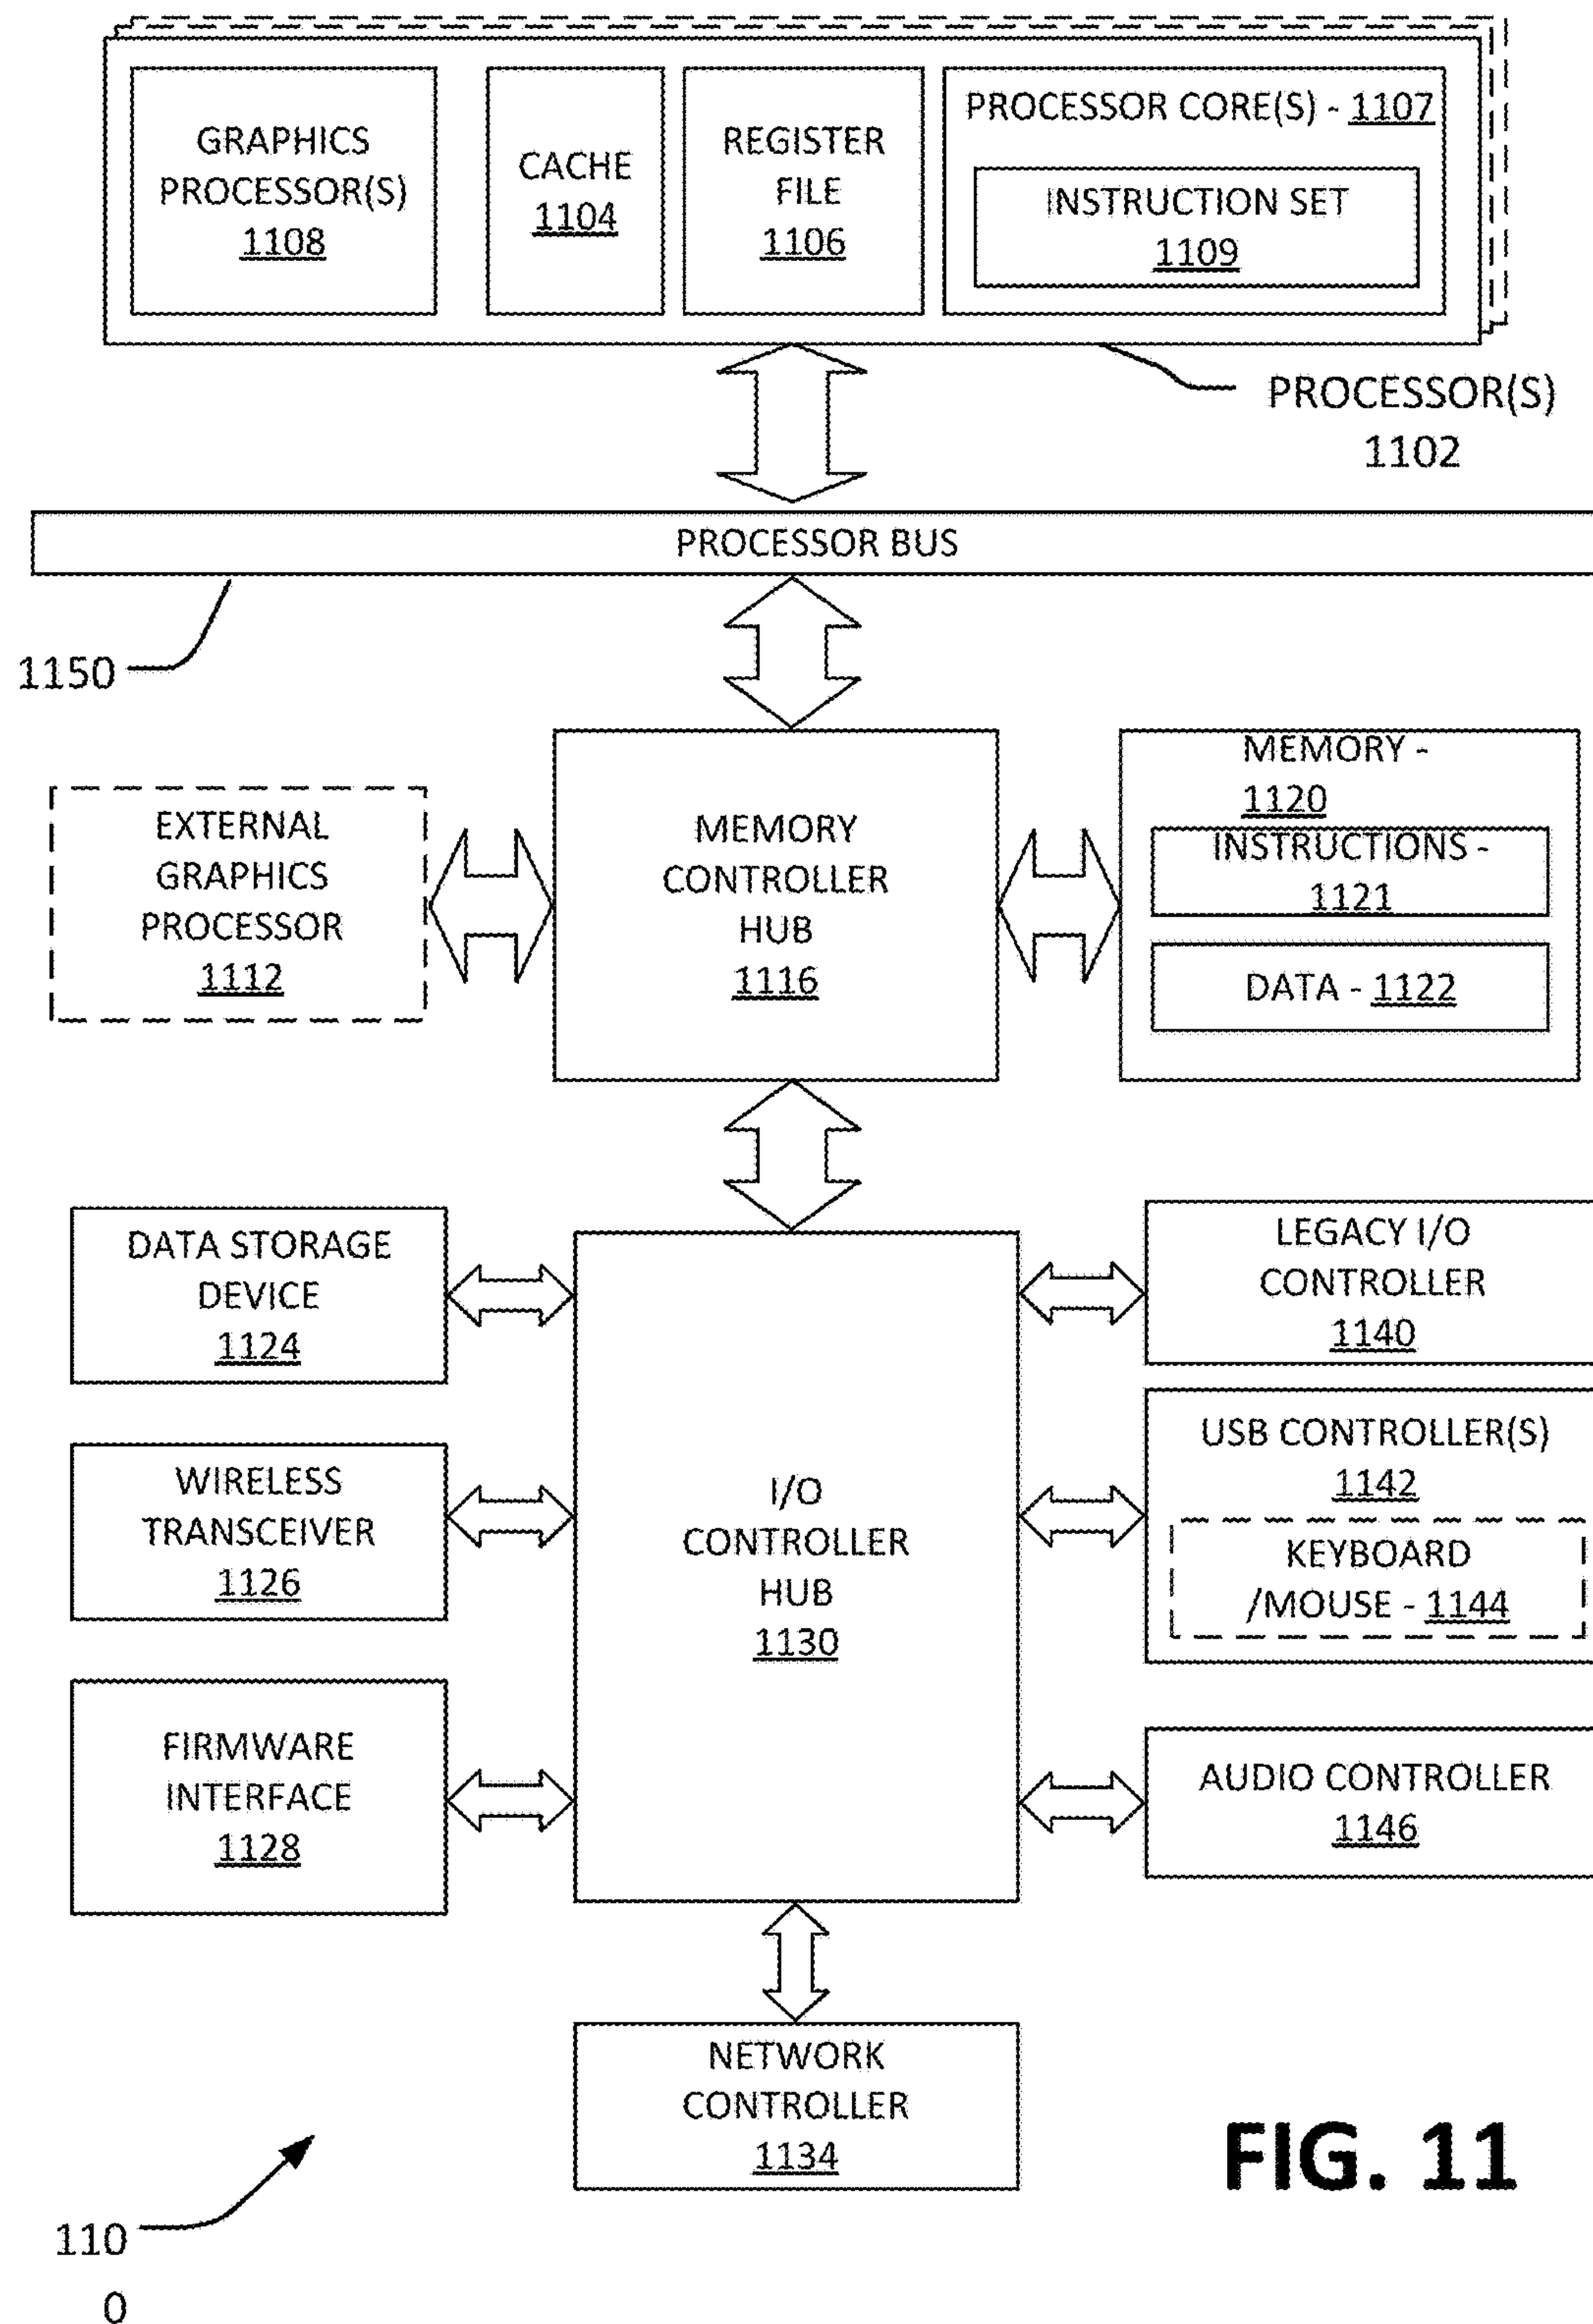 GRAPHICS
PROCESSOR(S)
1108
CACHE
1104
REGISTER
FILE
1106
PROCESSOR CORE(S) - 1107
INSTRUCTION SET
1109
PROCESSOR(S)
1102
PROCESSOR BUS
1150
EXTERNAL
GRAPHICS
PROCESSOR
1112
MEMORY
CONTROLLER
HUB
1116
MEMORY -
1120
INSTRUCTIONS -
1121
DATA - 1122
DATA STORAGE
DEVICE
1124
LEGACY I/O
CONTROLLER
1140
WIRELESS
TRANSCEIVER
1126
I/O
CONTROLLER
HUB
1130
USB CONTROLLER(S)
1142
KEYBOARD
/MOUSE - 1144
FIRMWARE
INTERFACE
1128
AUDIO CONTROLLER
1146
NETWORK
CONTROLLER
1134
110
0
FIG. 11